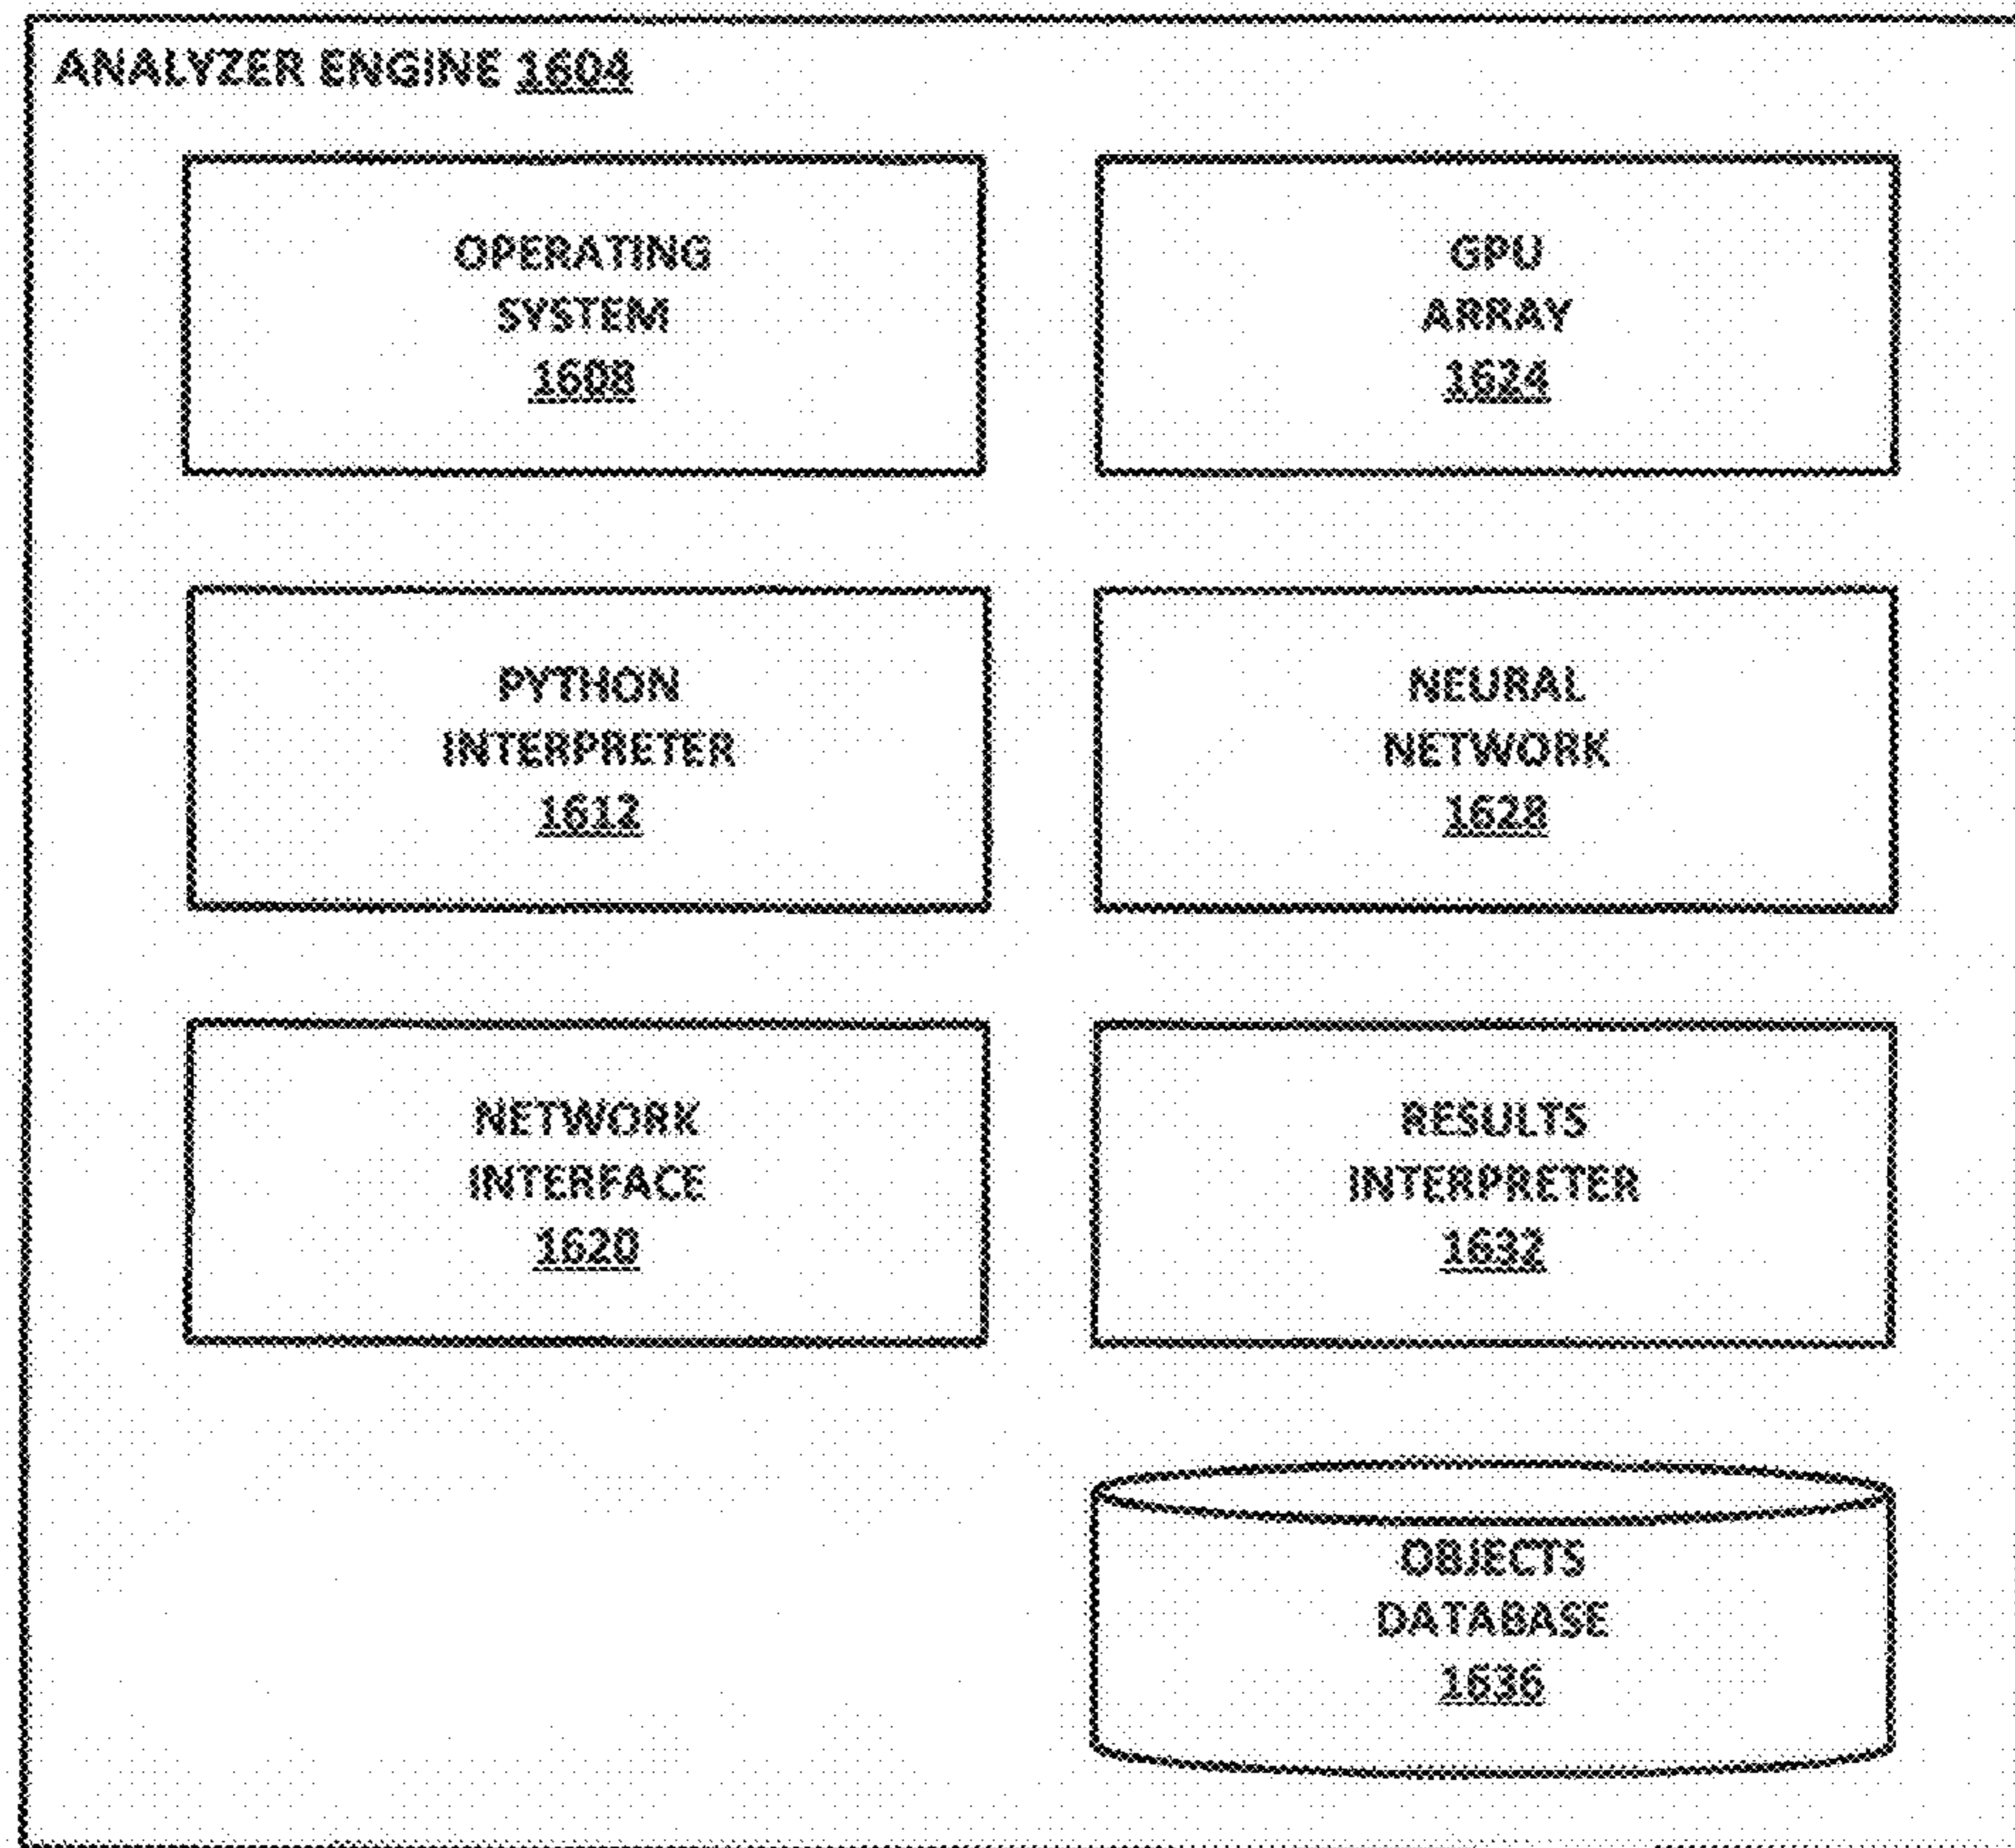 ANALYZER ENGINE 1604
OPERATING
SYSTEM
1608
GPU
ARRAY
1624
PYTHON
INTERPRETER
1612
NEURAL
NETWORK
1628
NETWORK
INTERFACE
1620
RESULTS
INTERPRETER
1632
OBJECTS
DATABASE
1636